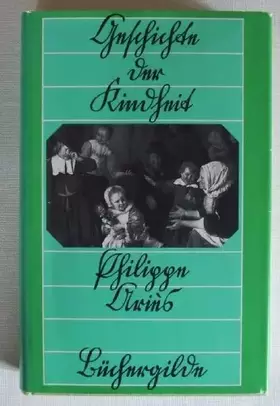 Geschichte
der
Kindheit
Philippe
Ariès
Büchergilde